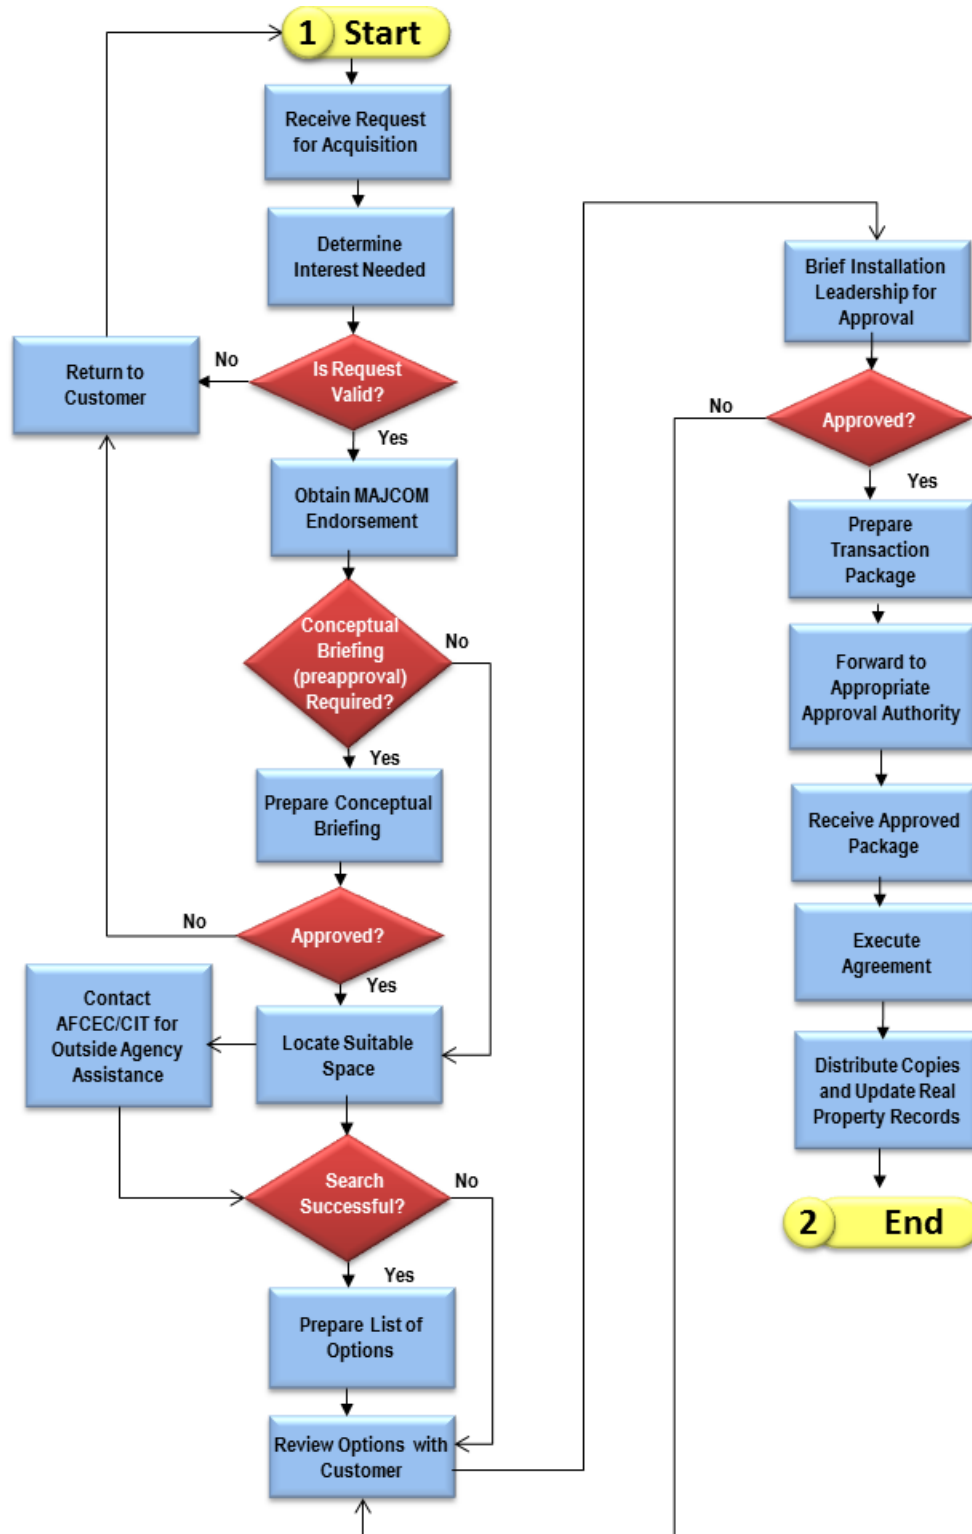 1 Start
Receive Request
for Acquisition
Determine
Interest Needed
Is Request
Valid?
No
Return to
Customer
Yes
Obtain MAJCOM
Endorsement
Conceptual
Briefing
(preapproval)
Required?
No
Yes
Prepare Conceptual
Briefing
Approved?
No
Yes
Locate Suitable
Space
Contact
AFCEC/CIT for
Outside Agency
Assistance
Search
Successful?
No
Yes
Prepare List of
Options
Review Options with
Customer
Brief Installation
Leadership for
Approval
Approved?
No
Yes
Prepare
Transaction
Package
Forward to
Appropriate
Approval Authority
Receive Approved
Package
Execute
Agreement
Distribute Copies
and Update Real
Property Records
2 End